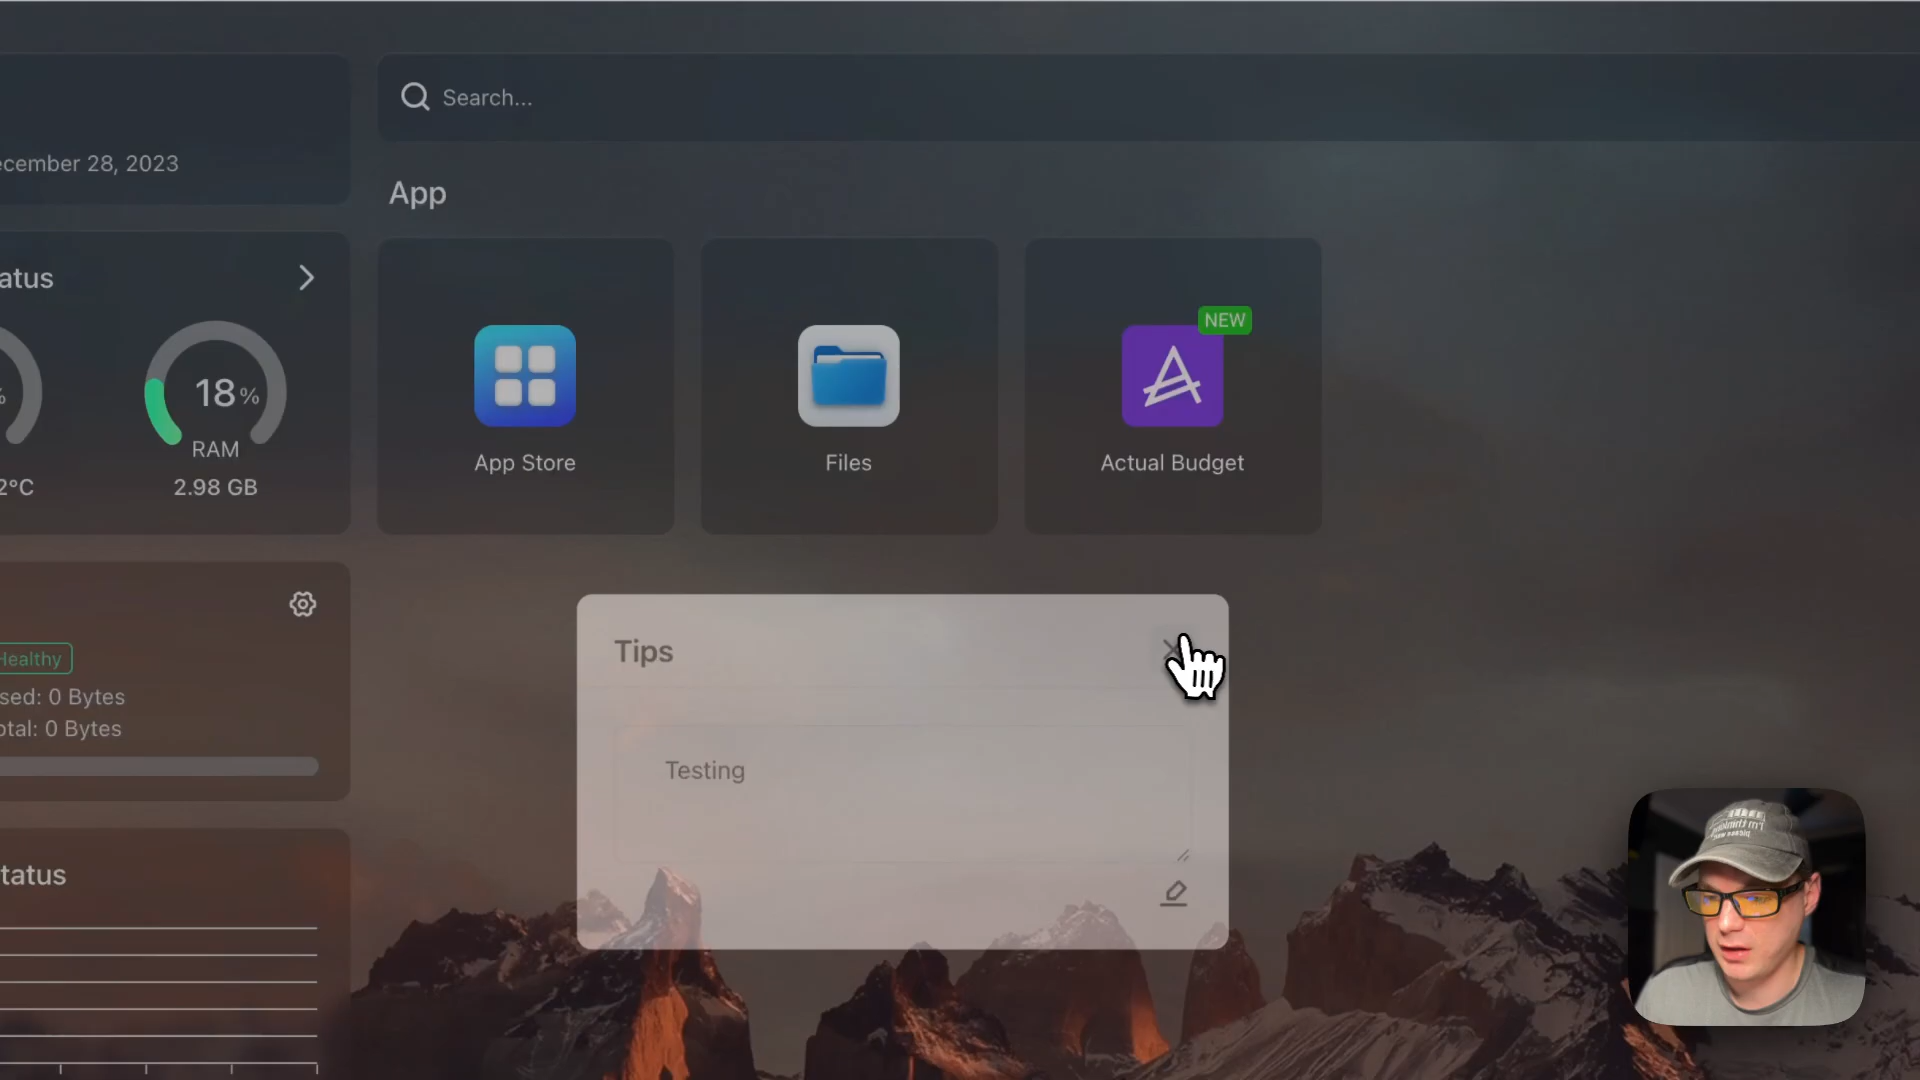 Search...
ecember 28, 2023
App
atus
NEW
18%
%
RAM
2°C
2.98 GB
App Store
Files
Actual Budget
Healthy
sed: 0 Bytes
otal: 0 Bytes
Tips
Testing
tatus